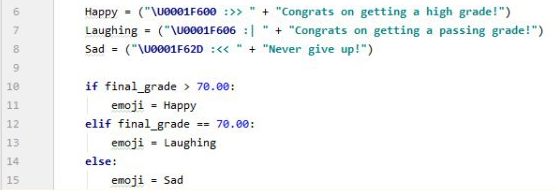 6 Happy = ("\U0001F600 :>> " + "Congrats on getting a high grade!")
7 Laughing = ("\U0001F606 :| " + "Congrats on getting a passing grade!")
8 Sad = ("\U0001F62D :<< " + "Never give up!")
9
10 if final_grade > 70.00:
11 emoji = Happy
12 elif final_grade == 70.00:
13 emoji = Laughing
14 else:
15 emoji = Sad